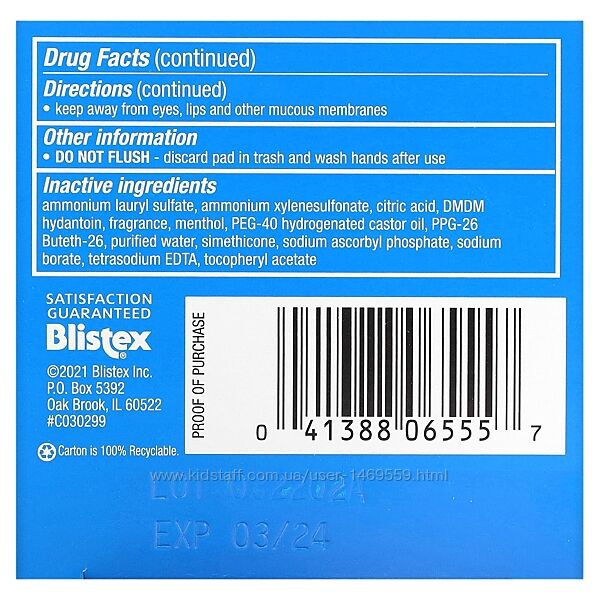 Drug Facts (continued)
Directions (continued)
• keep away from eyes, lips and other mucous membranes
Other information
• DO NOT FLUSH - discard pad in trash and wash hands after use
Inactive ingredients
ammonium lauryl sulfate, ammonium xylenesulfonate, citric acid, DMDM
hydantoin, fragrance, menthol, PEG-40 hydrogenated castor oil, PPG-26
Buteth-26, purified water, simethicone, sodium ascorbyl phosphate, sodium
borate, tetrasodium EDTA, tocopheryl acetate
SATISFACTION
GUARANTEED
Blistex®
©2021 Blistex Inc.
P.O. Box 5392
Oak Brook, IL 60522
#C030299
Carton is 100% Recyclable.
PROOF OF PURCHASE
0 41388 06555 7
www.kidstaff.com.ua/user-1469559.html
LOT 032202A
EXP 03/24